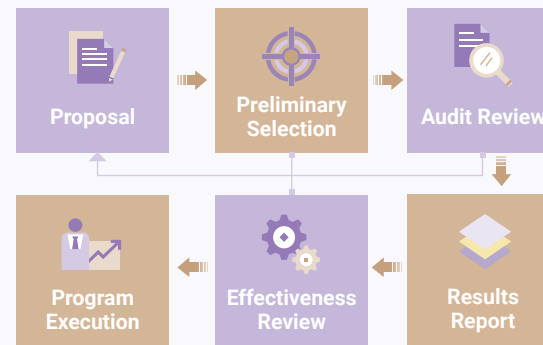 Proposal
Preliminary
Selection
Audit Review
Program
Execution
Effectiveness
Review
Results
Report